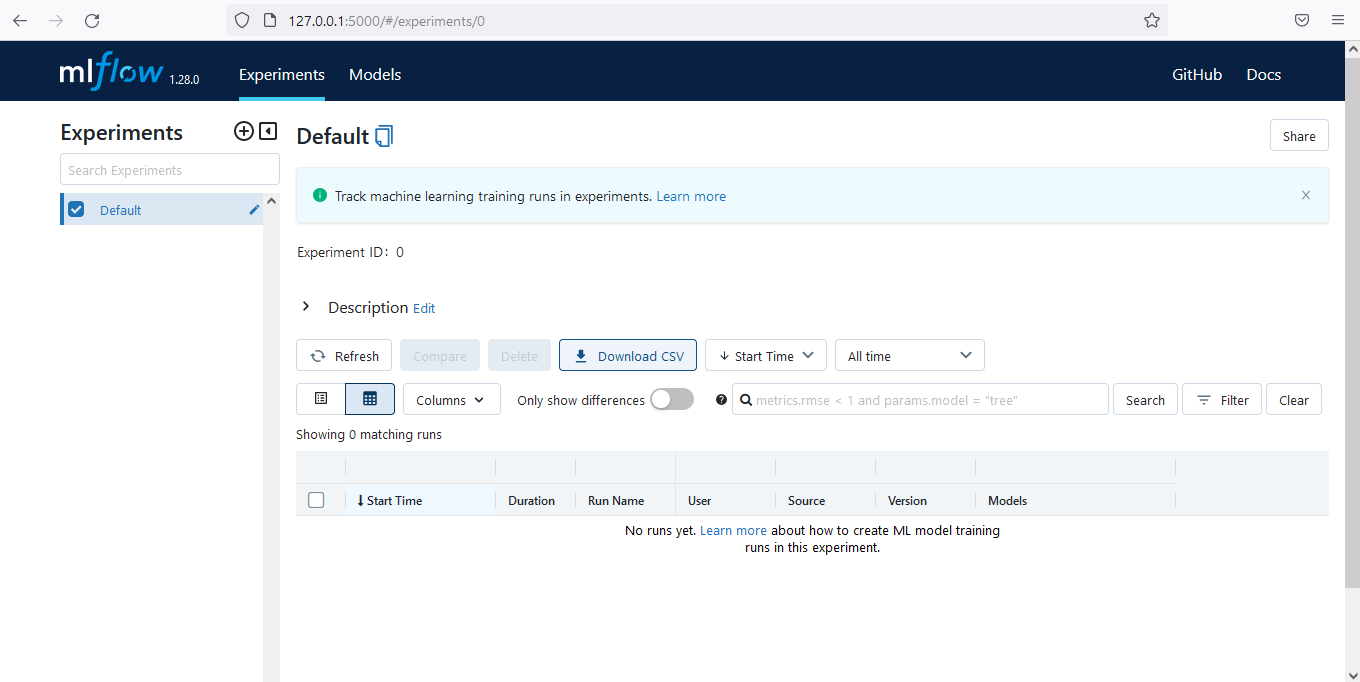 127.0.0.1:5000/#/experiments/0
mlflow 1.28.0 Experiments Models GitHub Docs
Experiments
Search Experiments
Default
Default
Share
Track machine learning training runs in experiments. Learn more
Experiment ID: 0
Description Edit
Refresh Compare Delete Download CSV Start Time All time
Columns Only show differences metrics.rmse < 1 and params.model = "tree" Search Filter Clear
Showing 0 matching runs
Start Time Duration Run Name User Source Version Models
No runs yet. Learn more about how to create ML model training
runs in this experiment.